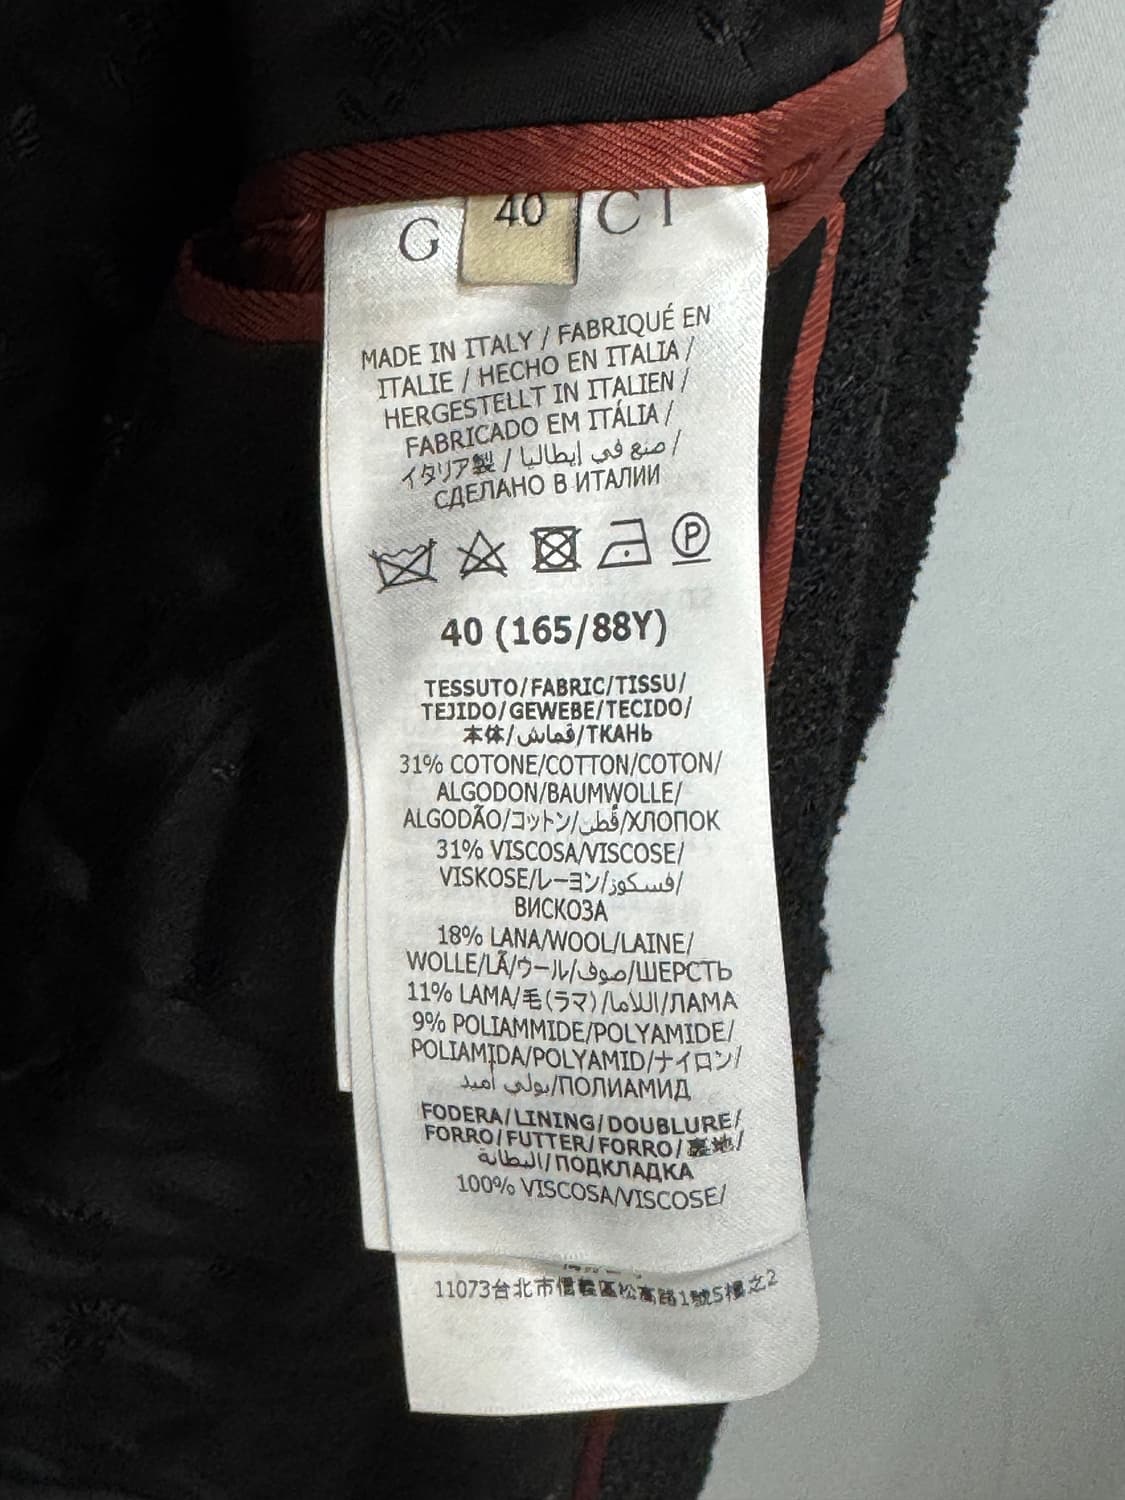 G 40 CI
MADE IN ITALY / FABRIQUÉ EN
ITALIE / HECHO EN ITALIA /
HERGESTELLT IN ITALIEN /
FABRICADO EM ITÁLIA /
イタリア製 / صنع في إيطاليا /
СДЕЛАНО В ИТАЛИИ
P
40 (165/88Y)
TESSUTO/FABRIC/TISSU/
TEJIDO/GEWEBE/TECIDO/
本体/قماش/ТКАНЬ
31% COTONE/COTTON/COTON/
ALGODON/BAUMWOLLE/
ALGODÃO/コットン/قطن/ХЛОПОК
31% VISCOSA/VISCOSE/
VISKOSE/レーヨン/فسكوز/
ВИСКОЗА
18% LANA/WOOL/LAINE/
WOLLE/LÃ/ウール/صوف/ШЕРСТЬ
11% LAMA/毛(ラマ)/اللاما/ЛАМА
9% POLIAMMIDE/POLYAMIDE/
POLIAMIDA/POLYAMID/ナイロン/
بولي أميد/ПОЛИАМИД
FODERA/LINING/DOUBLURE/
FORRO/FUTTER/FORRO/裏地/
البطانة/ПОДКЛАДКА
100% VISCOSA/VISCOSE/
11073台北市信義區松高路1號5樓之2